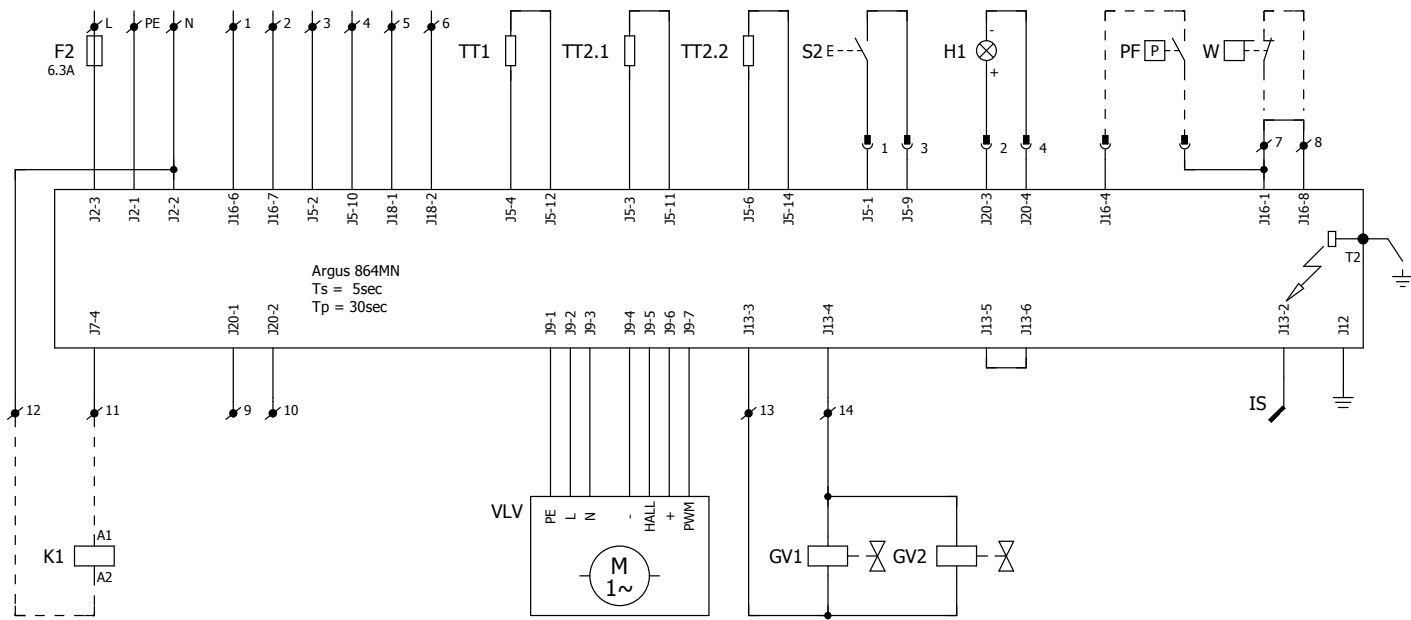 L PE N 1 2 3 4 5 6
F2
6.3A
TT1 TT2.1 TT2.2 S2 E H1 - + PF P W
1 3 2 4 7 8
J2-3 J2-1 J2-2 J16-6 J16-7 J5-2 J5-10 J18-1 J18-2 J5-4 J5-12 J5-3 J5-11 J5-6 J5-14 J5-1 J5-9 J20-3 J20-4 J16-4 J16-1 J16-8
T2
Argus 864MN
Ts = 5sec
Tp = 30sec
J7-4 J20-1 J20-2 J9-1 J9-2 J9-3 J9-4 J9-5 J9-6 J9-7 J13-3 J13-4 J13-5 J13-6 J13-2 J12
12 11 9 10 13 14 IS
VLV PE L N - HALL + PWM
K1 A1 A2
M
1~
GV1 GV2